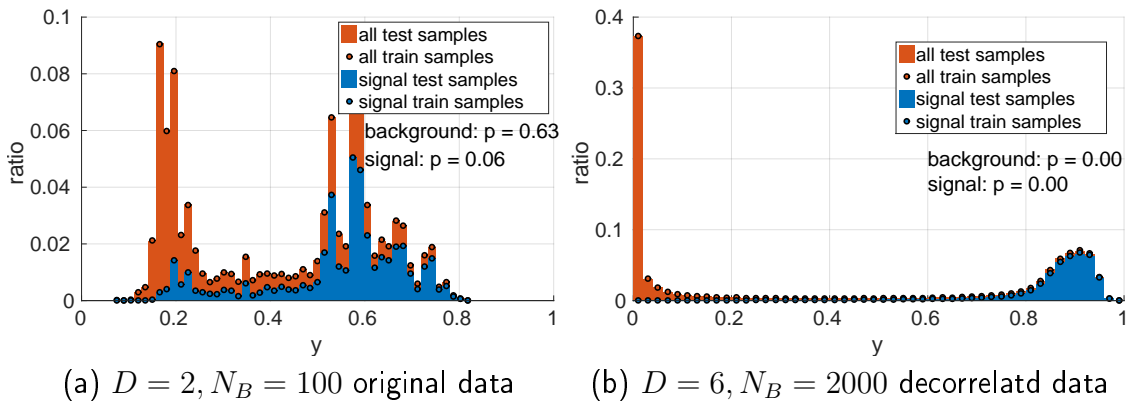 0.1
0.08
0.06
0.04
0.02
0
ratio
all test samples
all train samples
signal test samples
signal train samples
background: p = 0.63
signal: p = 0.06
0 0.2 0.4 0.6 0.8 1
y
(a) D = 2, N_B = 100 original data
0.4
0.3
0.2
0.1
0
ratio
all test samples
all train samples
signal test samples
signal train samples
background: p = 0.00
signal: p = 0.00
0 0.2 0.4 0.6 0.8 1
y
(b) D = 6, N_B = 2000 decorrelatd data